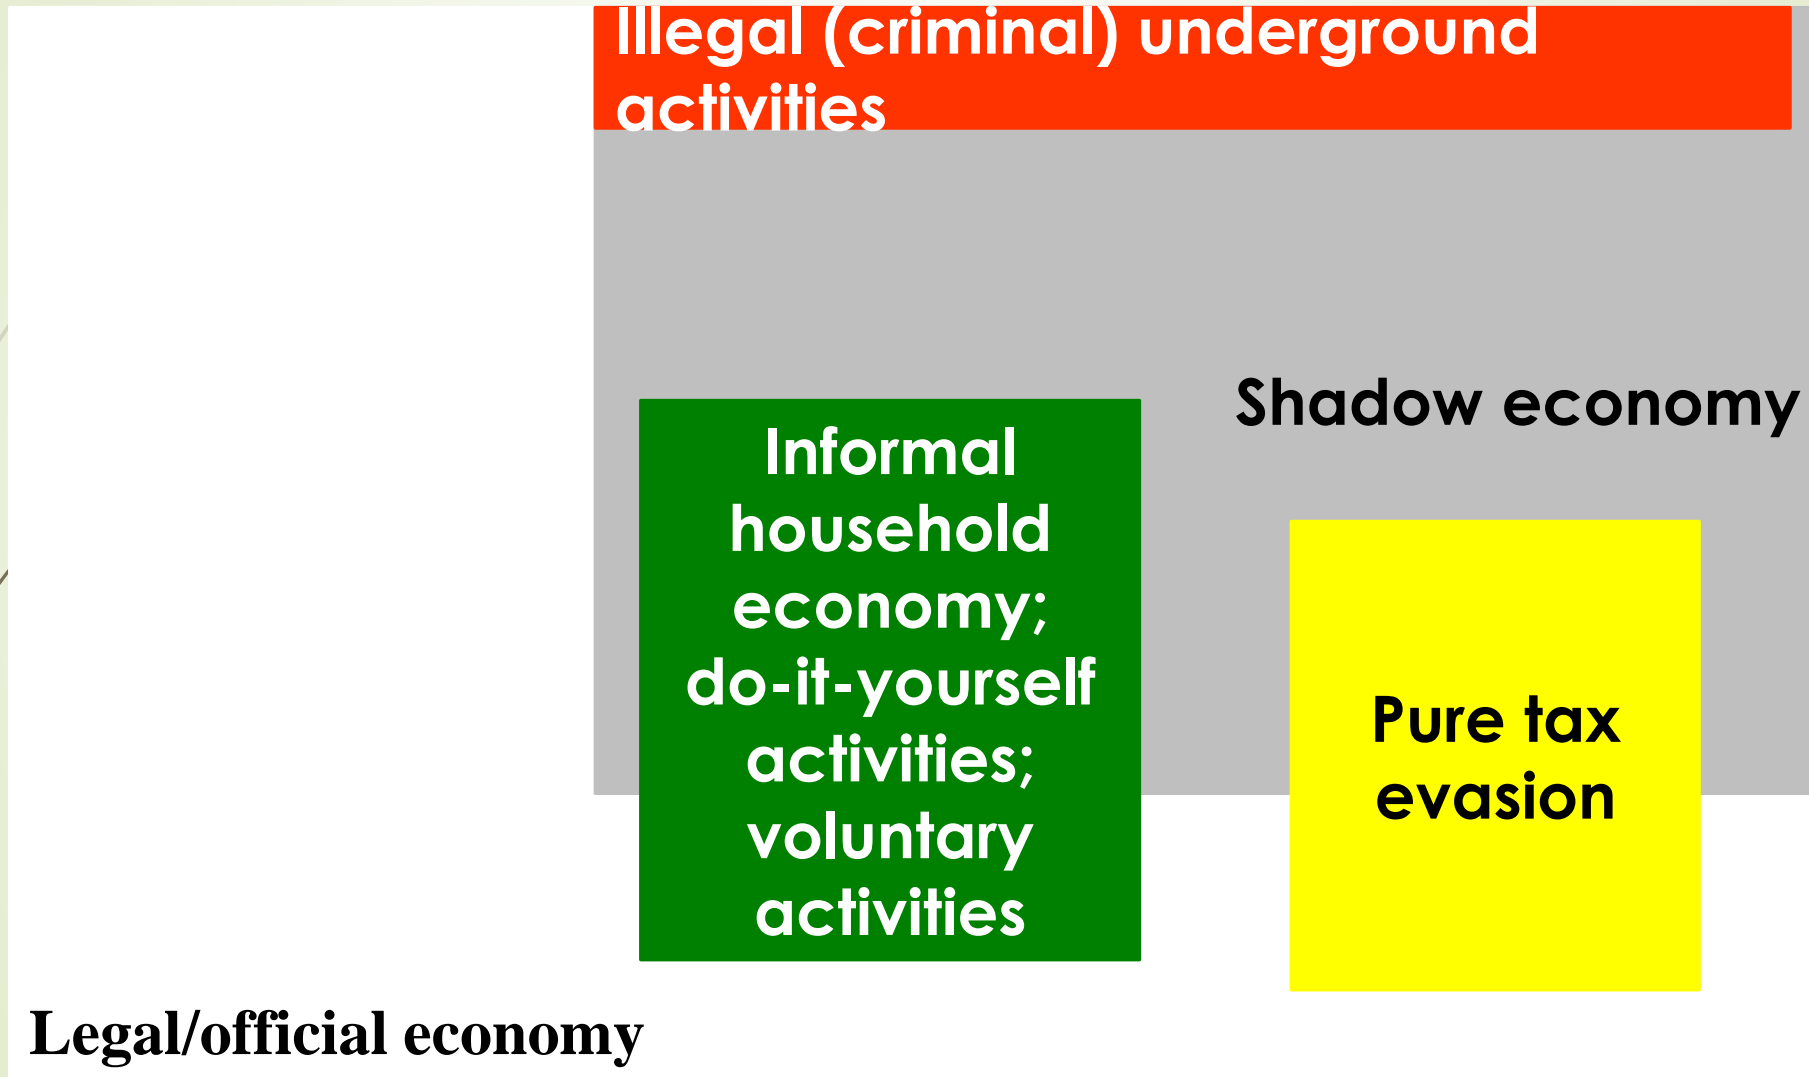 Illegal (criminal) underground
activities
Shadow economy
Informal
household
economy;
do-it-yourself
activities;
voluntary
activities
Pure tax
evasion
Legal/official economy